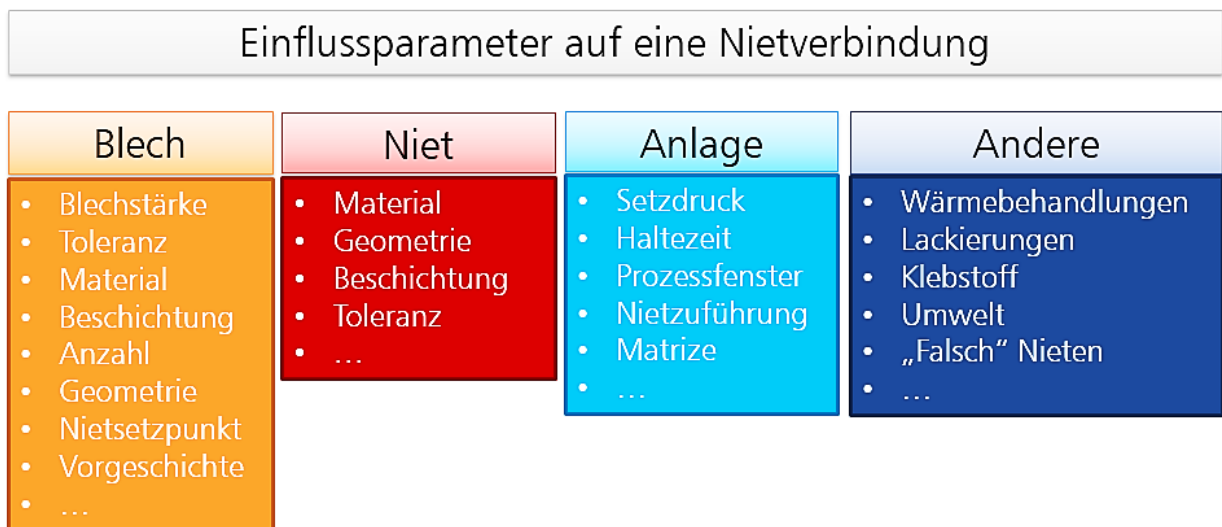 Einflussparameter auf eine Nietverbindung
Blech
• Blechstärke
• Toleranz
• Material
• Beschichtung
• Anzahl
• Geometrie
• Nietsetzpunkt
• Vorgeschichte
• …
Niet
• Material
• Geometrie
• Beschichtung
• Toleranz
• …
Anlage
• Setzdruck
• Haltezeit
• Prozessfenster
• Nietzuführung
• Matrize
• …
Andere
• Wärmebehandlungen
• Lackierungen
• Klebstoff
• Umwelt
• „Falsch“ Nieten
• …